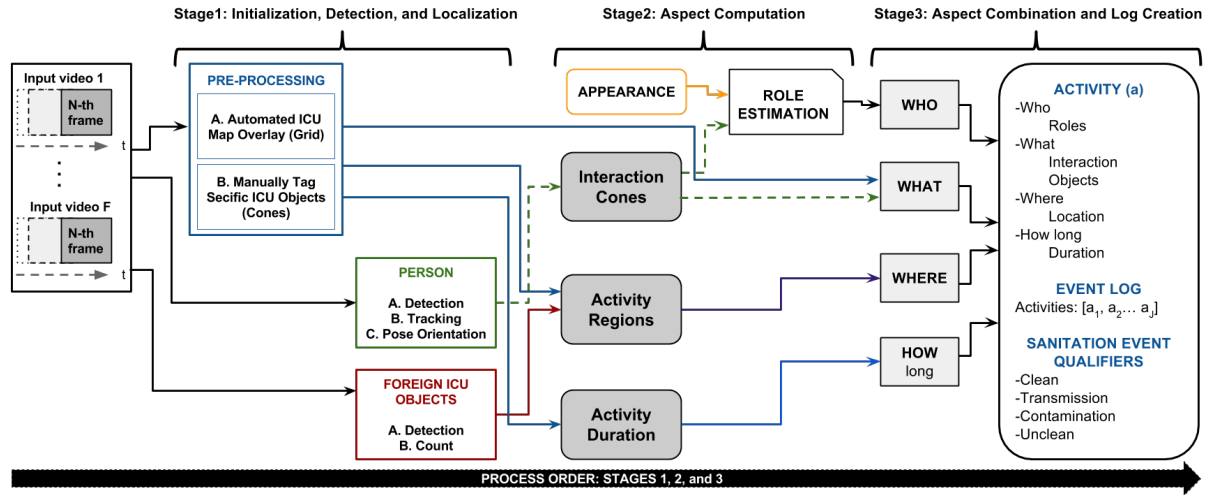 Stage1: Initialization, Detection, and Localization
Stage2: Aspect Computation
Stage3: Aspect Combination and Log Creation
Input video 1
N-th
frame
t
Input video F
N-th
frame
t
PRE-PROCESSING
A. Automated ICU
Map Overlay (Grid)
B. Manually Tag
Secific ICU Objects
(Cones)
PERSON
A. Detection
B. Tracking
C. Pose Orientation
FOREIGN ICU
OBJECTS
A. Detection
B. Count
APPEARANCE
ROLE
ESTIMATION
Interaction
Cones
Activity
Regions
Activity
Duration
WHO
WHAT
WHERE
HOW
long
ACTIVITY (a)
-Who
Roles
-What
Interaction
Objects
-Where
Location
-How long
Duration
EVENT LOG
Activities: [a1, a2… aJ]
SANITATION EVENT
QUALIFIERS
-Clean
-Transmission
-Contamination
-Unclean
PROCESS ORDER: STAGES 1, 2, and 3